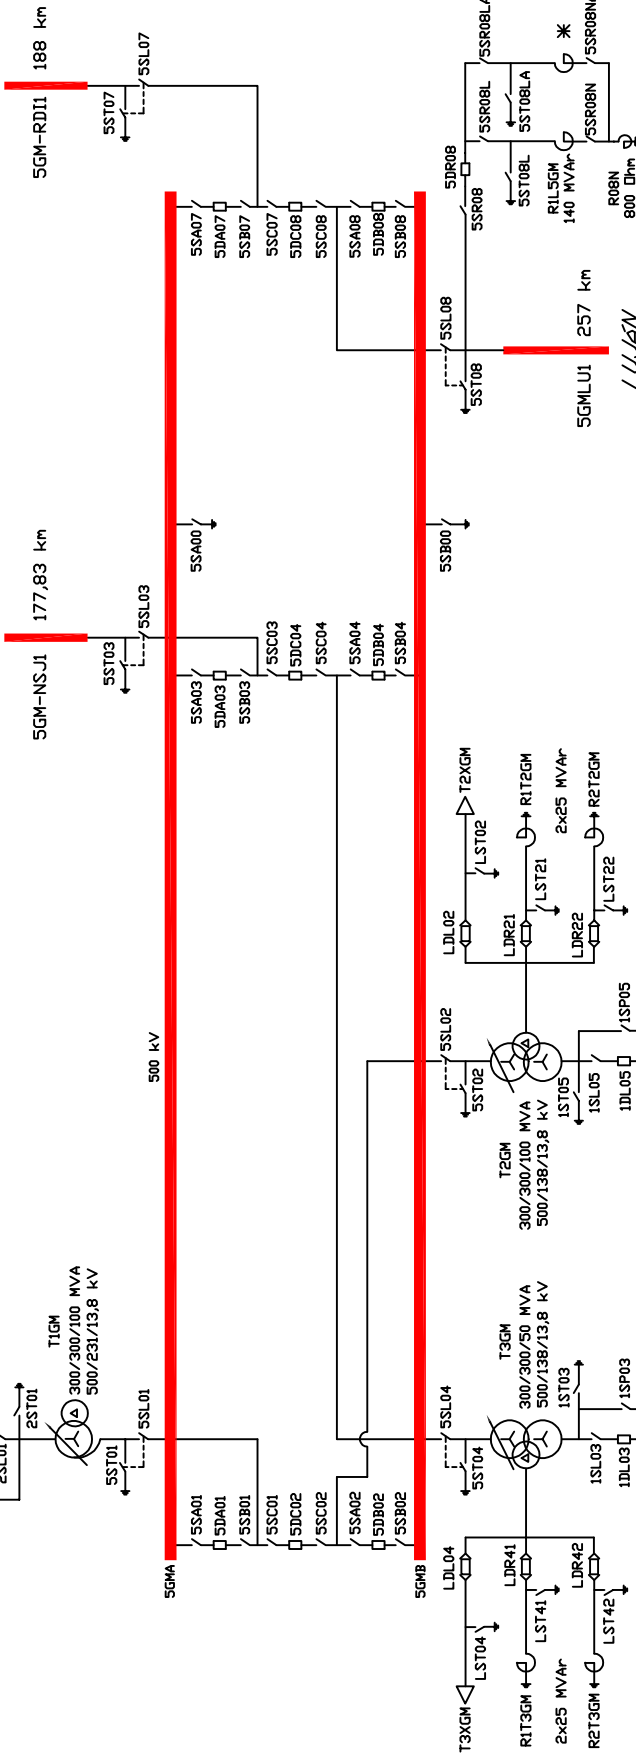 5GM-RDI1 188 km
5SL07
5ST07
5SA07
5DA07
5SB07
5SC07
5DC08
5SC08
5SA08
5DB08
5SB08
5SR08LA
5SR08NA
*
5SR08L
5ST08LA
5SR08N
5DR08
5SR08
5ST08L
R1L5GM
140 MVAr
R08N
800 Ohm
5SL08
5ST08
5GMLU1 257 km
5GM-NSJ1 177,83 km
5SL03
5ST03
5SA00
5SB00
5SA03
5DA03
5SB03
5SC03
5DC04
5SC04
5SA04
5DB04
5SB04
T2XGM
LST02
LDL02
R1T2GM
2x25 MVAr
R2T2GM
LST21
LST22
LDR21
LDR22
500 kV
5SL02
5ST02
T2GM
300/300/100 MVA
500/138/13,8 kV
1ST05
1SL05
1SP05
1DL05
T1GM
300/300/100 MVA
500/231/13,8 kV
2ST01
2SL01
5SL01
5ST01
T3GM
300/300/50 MVA
500/138/13,8 kV
1ST03
1SP03
1SL03
1DL03
5SL04
5ST04
5SA01
5DA01
5SB01
5SC01
5DC02
5SC02
5SA02
5DB02
5SB02
5GMA
5GMB
LDL04
LDR41
LDR42
LST04
LST41
LST42
T3XGM
R1T3GM
2x25 MVAr
R2T3GM